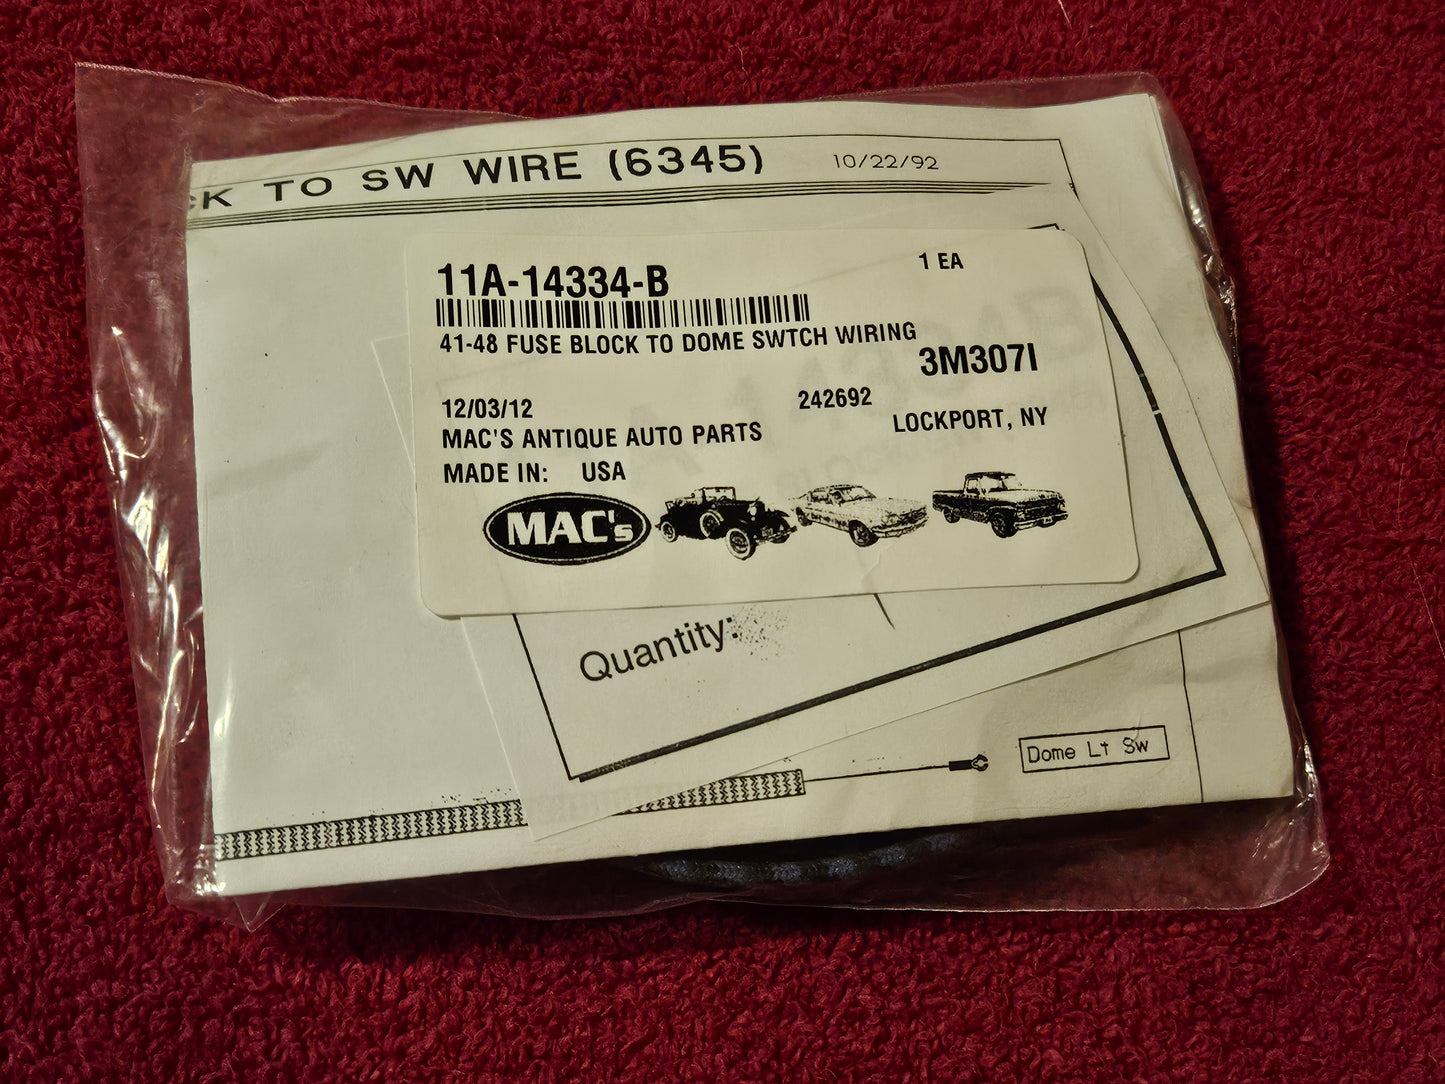 TO SW WIRE (6345) 10/22/92
11A-14334-B 1 EA
41-48 FUSE BLOCK TO DOME SWTCH WIRING
3M307I
12/03/12 242692
MAC'S ANTIQUE AUTO PARTS LOCKPORT, NY
MADE IN: USA
MAC's
Quantity:
Dome Lt Sw